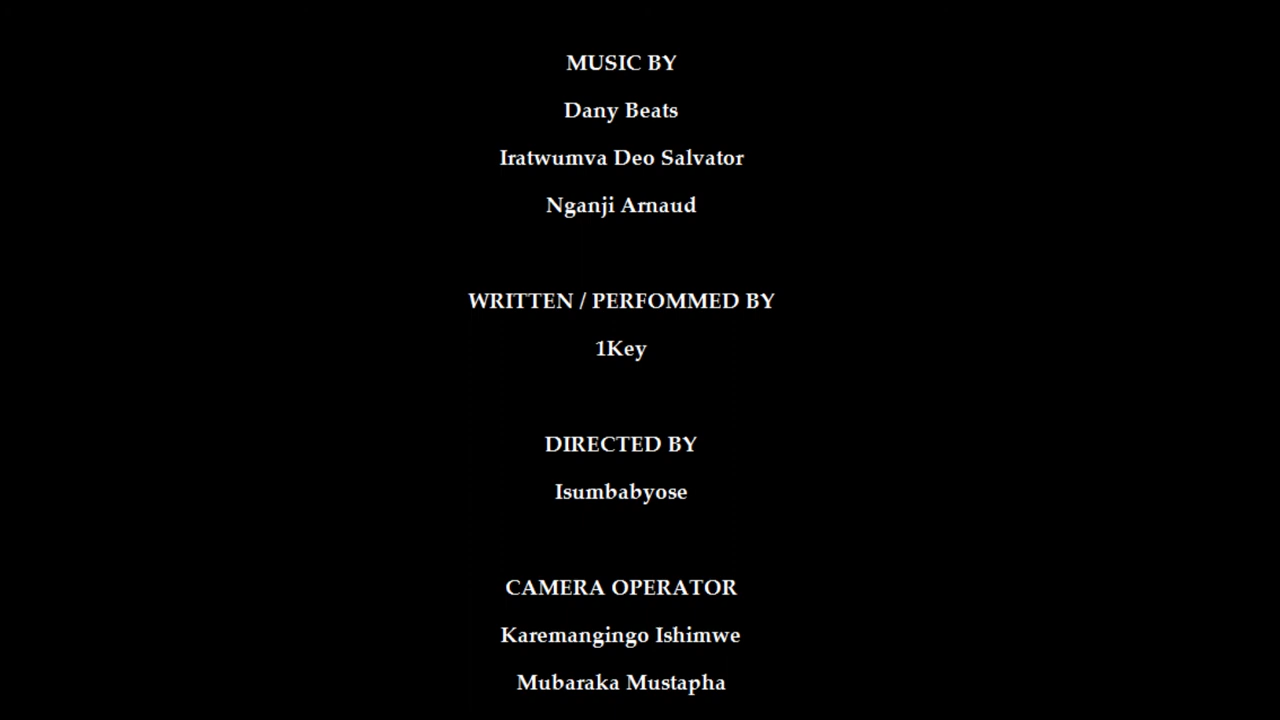 MUSIC BY
Dany Beats
Iratwumva Deo Salvator
Nganji Arnaud
WRITTEN / PERFOMMED BY
1Key
DIRECTED BY
Isumbabyose
CAMERA OPERATOR
Karemangingo Ishimwe
Mubaraka Mustapha